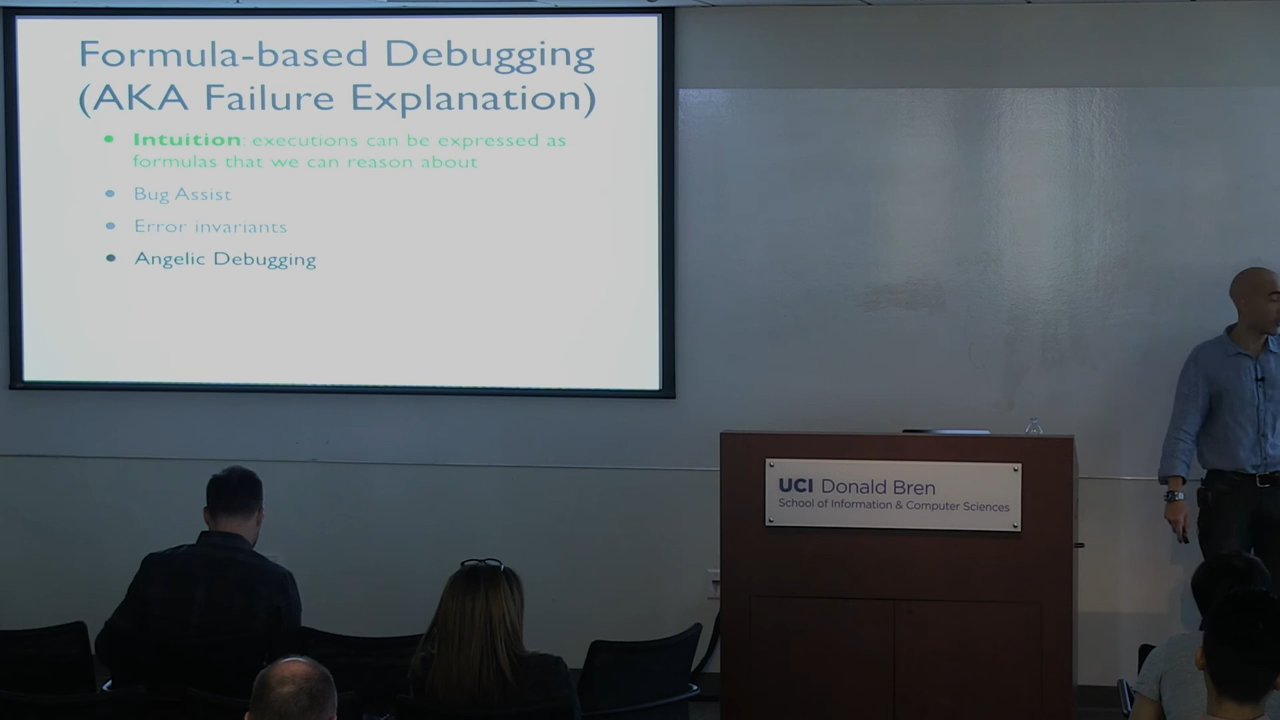 Formula-based Debugging
(AKA Failure Explanation)
• Intuition: executions can be expressed as
formulas that we can reason about
• Bug Assist
• Error invariants
• Angelic Debugging
UCI Donald Bren
School of Information & Computer Sciences